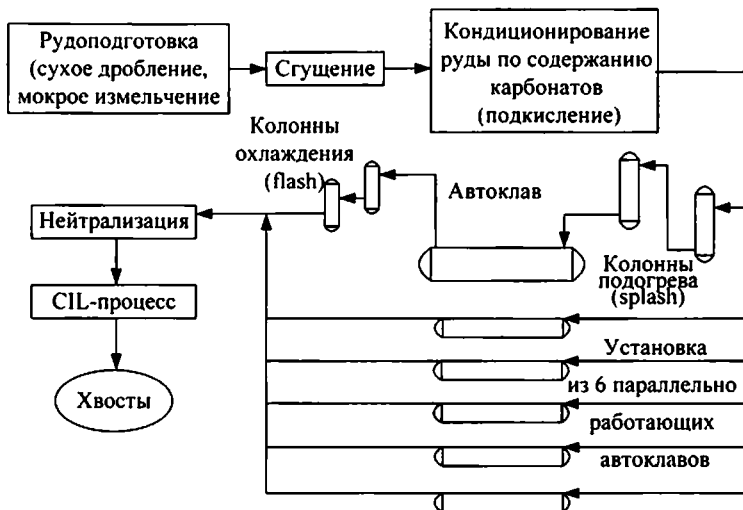 Рудоподготовка
(сухое дробление,
мокрое измельчение
Сгущение
Кондиционирование
руды по содержанию
карбонатов
(подкисление)
Колонны
охлаждения
(flash)
Автоклав
Нейтрализация
Колонны
подогрева
(splash)
CIL-процесс
Хвосты
Установка
из 6 параллельно
работающих
автоклавов